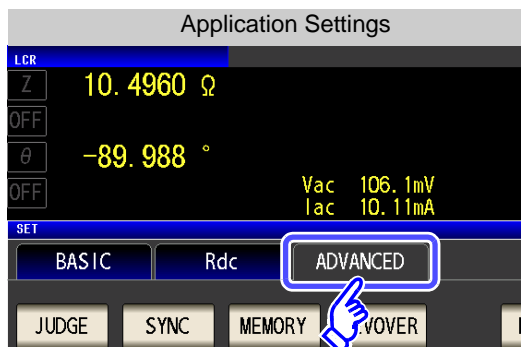 Application Settings
LCR
Z 10.4960 Ω
OFF
θ -89.988 °
OFF
Vac 106.1mV
Iac 10.11mA
SET
BASIC Rdc ADVANCED
JUDGE SYNC MEMORY